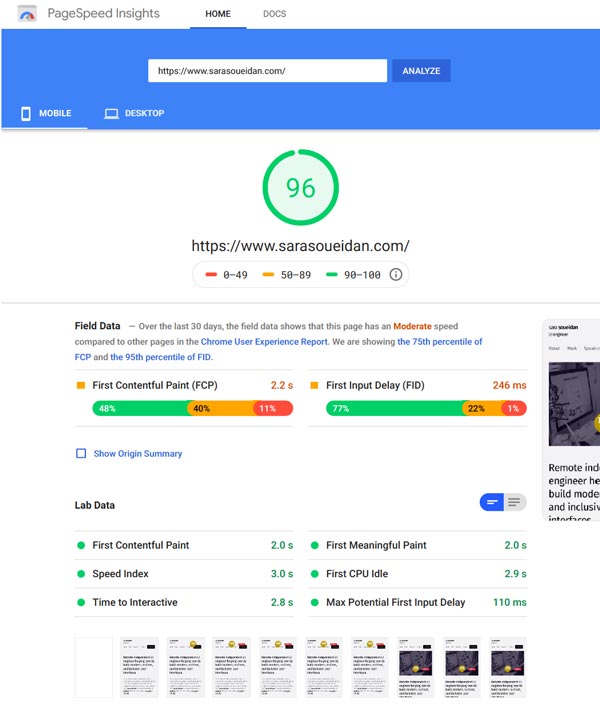 PageSpeed Insights
HOME
DOCS
https://www.sarasoueidan.com/
ANALYZE
MOBILE
DESKTOP
96
https://www.sarasoueidan.com/
0–49
50–89
90–100
Field Data — Over the last 30 days, the field data shows that this page has an Moderate speed
compared to other pages in the Chrome User Experience Report. We are showing the 75th percentile of
FCP and the 95th percentile of FID.
First Contentful Paint (FCP) 2.2 s
48% 40% 11%
First Input Delay (FID) 246 ms
77% 22% 1%
Show Origin Summary
sara soueidan
UI engineer
About Work Speak
Remote ind
engineer he
build mode
and inclusiv
interfaces
Lab Data
First Contentful Paint 2.0 s
First Meaningful Paint 2.0 s
Speed Index 3.0 s
First CPU Idle 2.9 s
Time to Interactive 2.8 s
Max Potential First Input Delay 110 ms